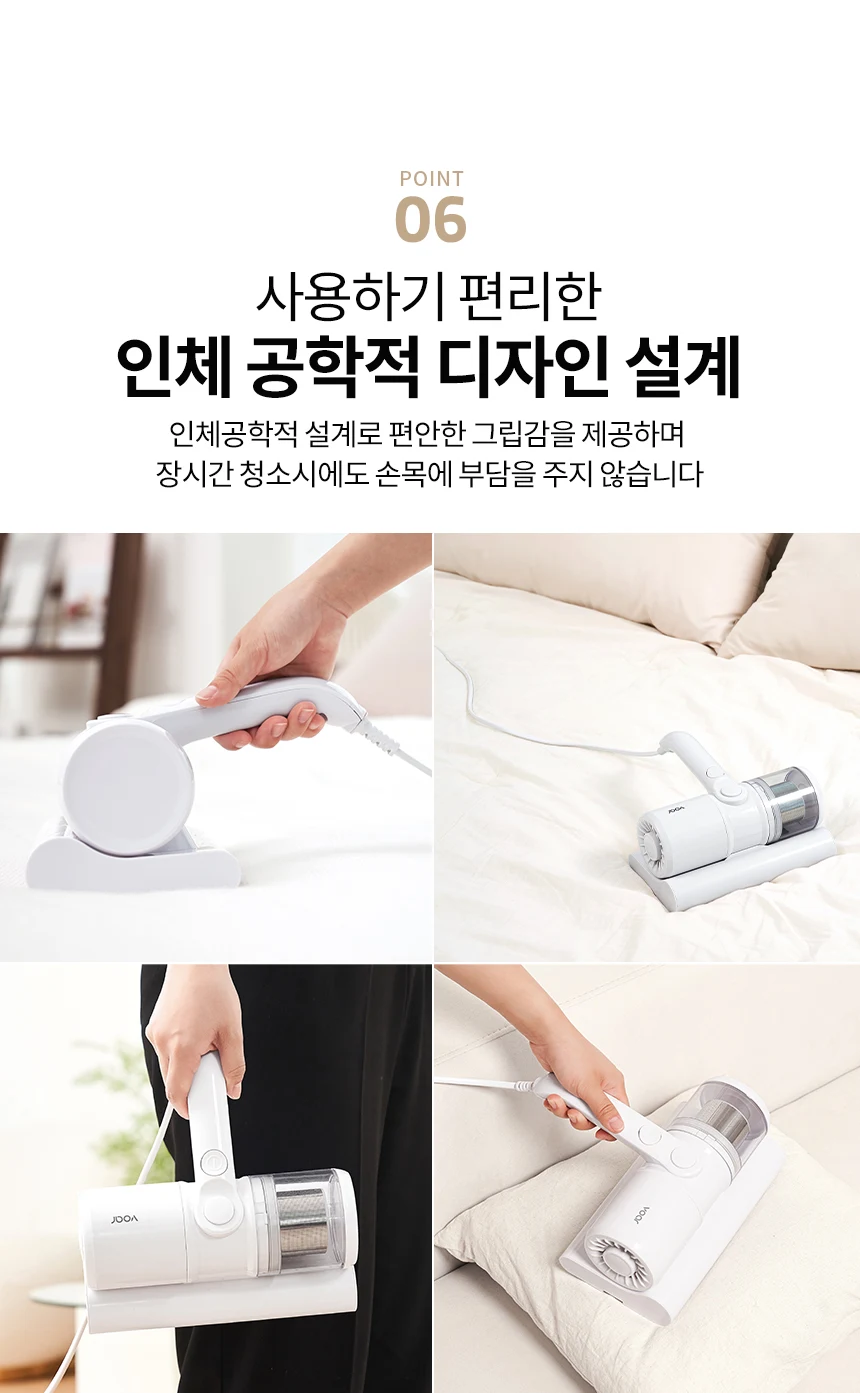 POINT
06
사용하기 편리한
인체 공학적 디자인 설계
인체공학적 설계로 편안한 그립감을 제공하며
장시간 청소시에도 손목에 부담을 주지 않습니다